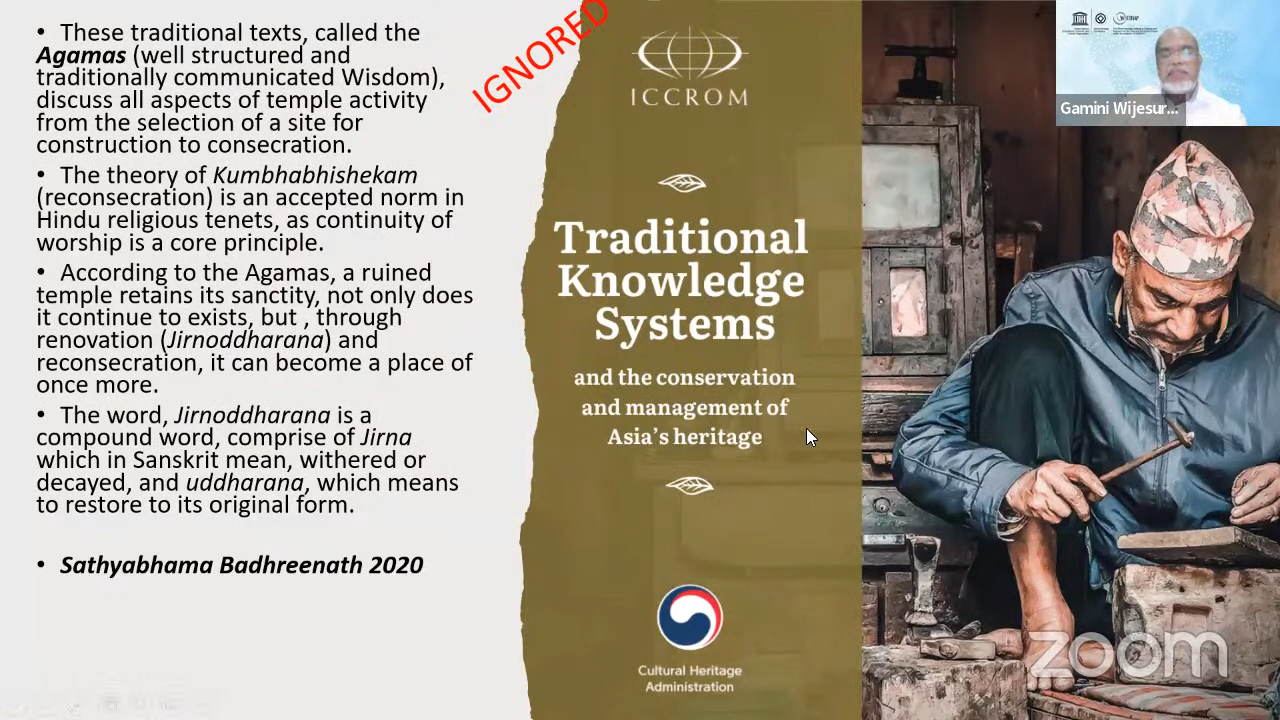 • These traditional texts, called the
Agamas (well structured and
traditionally communicated Wisdom),
discuss all aspects of temple activity
from the selection of a site for
construction to consecration.
• The theory of Kumbhabhishekam
(reconsecration) is an accepted norm in
Hindu religious tenets, as continuity of
worship is a core principle.
• According to the Agamas, a ruined
temple retains its sanctity, not only does
it continue to exists, but , through
renovation (Jirnoddharana) and
reconsecration, it can become a place of
once more.
• The word, Jirnoddharana is a
compound word, comprise of Jirna
which in Sanskrit mean, withered or
decayed, and uddharana, which means
to restore to its original form.
• Sathyabhama Badhreenath 2020
IGNORED
ICCROM
Traditional
Knowledge
Systems
and the conservation
and management of
Asia's heritage
Cultural Heritage
Administration
Gamini Wijesur...
zoom